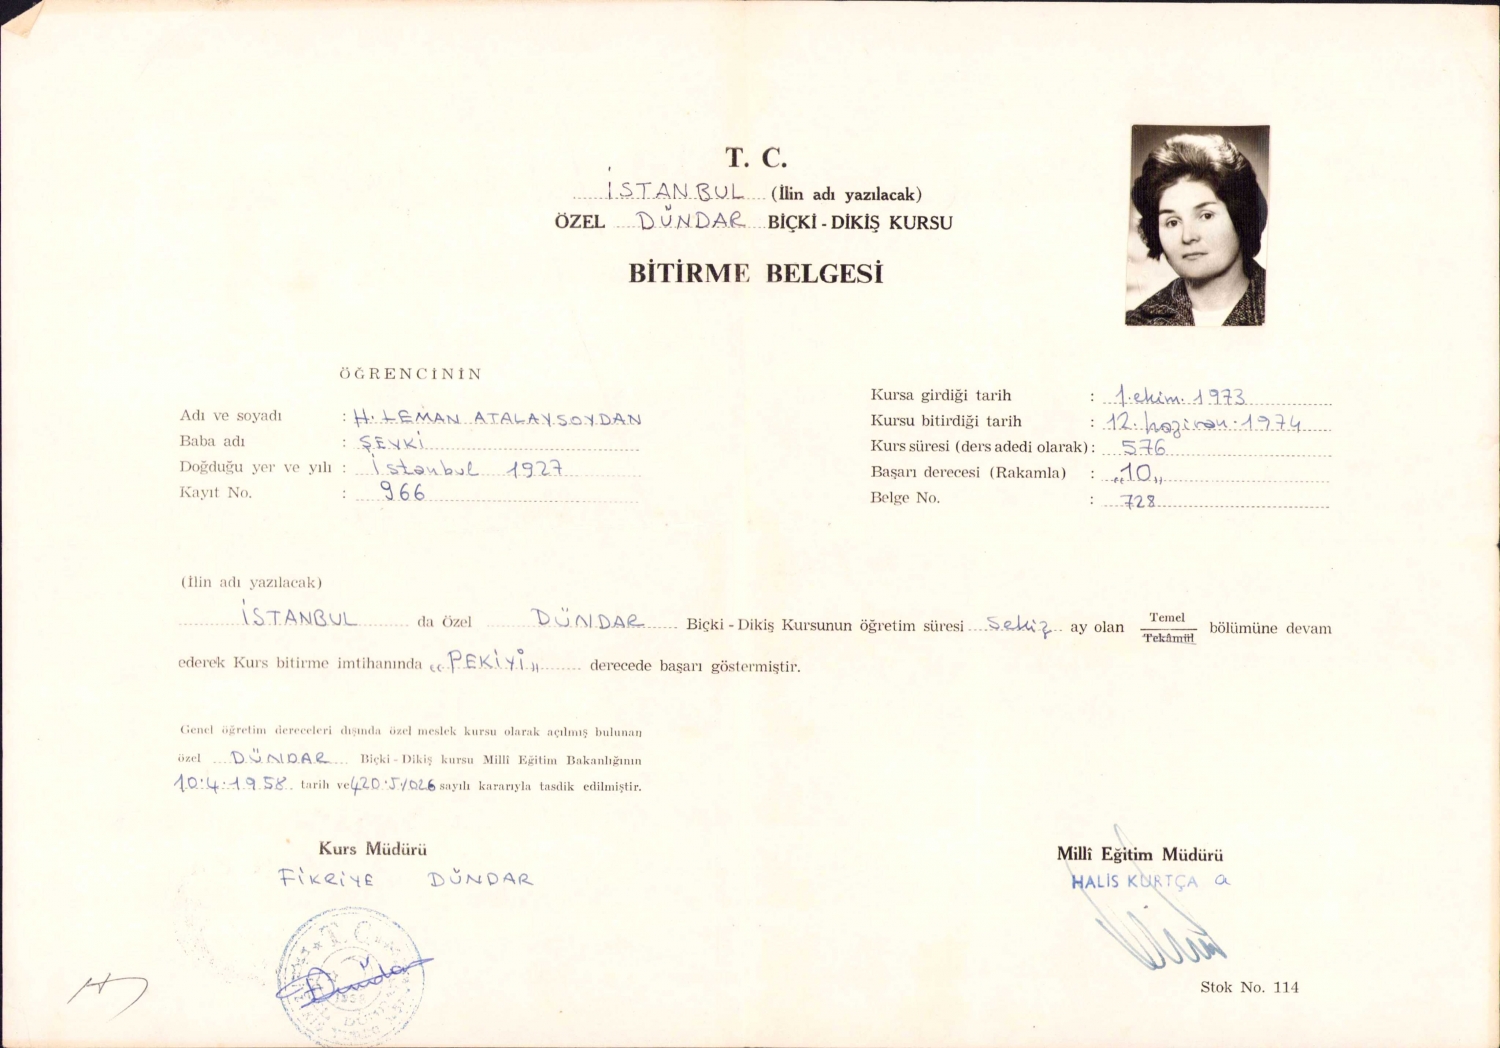 T. C.
İSTANBUL (İlin adı yazılacak)
ÖZEL DÜNDAR BİÇKİ - DİKİŞ KURSU
BİTİRME BELGESİ
ÖĞRENCİNİN
Adı ve soyadı : H. LEMAN ATALAYSOYDAN
Baba adı : ŞEVKİ
Doğduğu yer ve yılı : İstanbul 1927
Kayıt No. : 966
Kursa girdiği tarih : 1.ekim.1973
Kursu bitirdiği tarih : 12.haziran.1974
Kurs süresi (ders adedi olarak) : 576
Başarı derecesi (Rakamla) : "10"
Belge No. : 728
(İlin adı yazılacak)
İSTANBUL da özel DÜNDAR Biçki - Dikiş Kursunun öğretim süresi Sekiz ay olan Temel / Tekâmül bölümüne devam
ederek Kurs bitirme imtihanında "PEKİYİ" derecede başarı göstermiştir.
Genel öğretim dereceleri dışında özel meslek kursu olarak açılmış bulunan
özel DÜNDAR Biçki - Dikiş kursu Millî Eğitim Bakanlığının
10.4.1958 tarih ve 420.5/026 sayılı kararıyla tasdik edilmiştir.
Kurs Müdürü
FİKRİYE DÜNDAR
Millî Eğitim Müdürü
HALİS KURTÇA a
T. C.
Stok No. 114